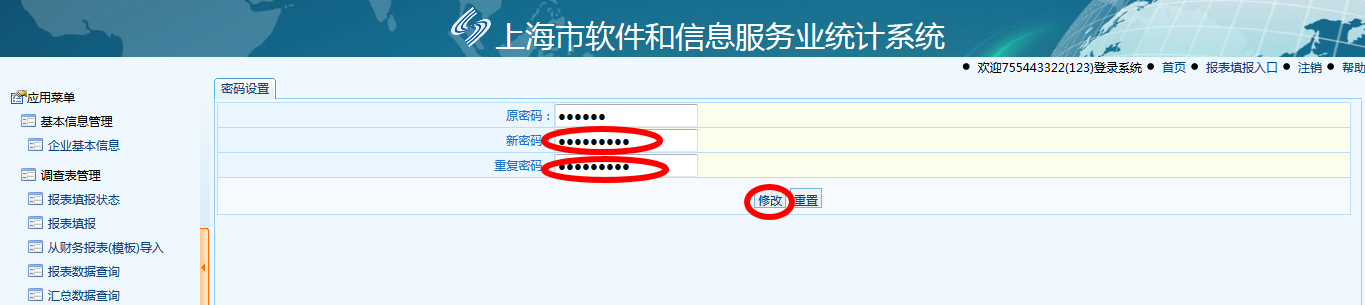 上海市软件和信息服务业统计系统
欢迎755443322(123)登录系统 首页 报表填报入口 注销 帮助
应用菜单
基本信息管理
企业基本信息
调查表管理
报表填报状态
报表填报
从财务报表(模板)导入
报表数据查询
汇总数据查询
密码设置
原密码：●●●●●●
新密码 ●●●●●●●●●
重复密码 ●●●●●●●●●
修改 重置